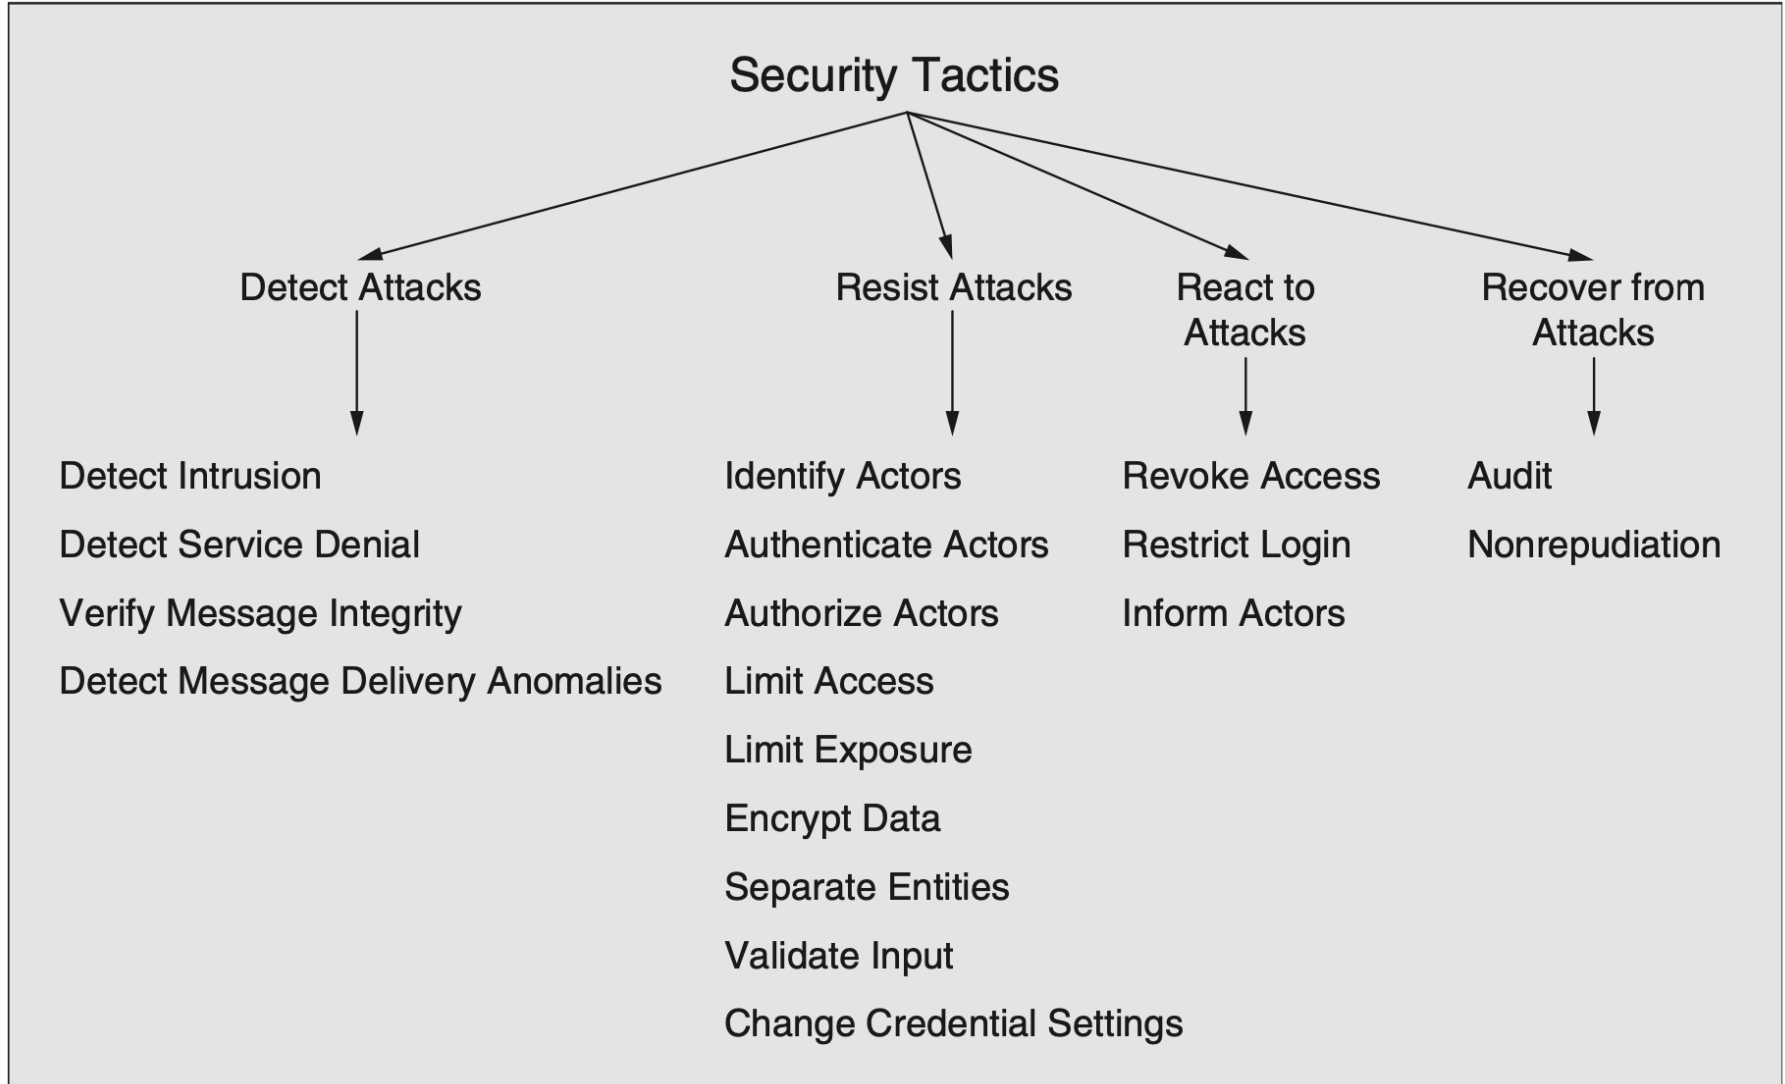 Security Tactics
Detect Attacks
Resist Attacks
React to
Attacks
Recover from
Attacks
Detect Intrusion
Detect Service Denial
Verify Message Integrity
Detect Message Delivery Anomalies
Identify Actors
Authenticate Actors
Authorize Actors
Limit Access
Limit Exposure
Encrypt Data
Separate Entities
Validate Input
Change Credential Settings
Revoke Access
Restrict Login
Inform Actors
Audit
Nonrepudiation